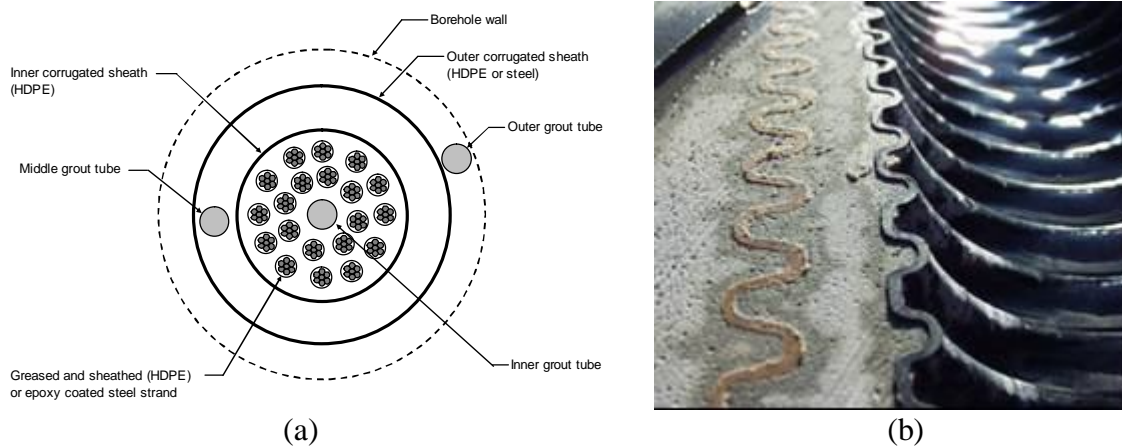 Borehole wall
Inner corrugated sheath
(HDPE)
Outer corrugated sheath
(HDPE or steel)
Outer grout tube
Middle grout tube
Greased and sheathed (HDPE)
or epoxy coated steel strand
Inner grout tube
(a)
(b)